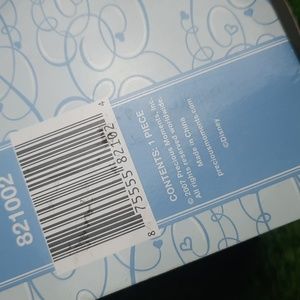 821002
8 75555 82102 4
CONTENTS: 1 PIECE
© 2007 Precious Moments, Inc.
All rights reserved worldwide.
Made in China
preciousmoments.com
©Disney